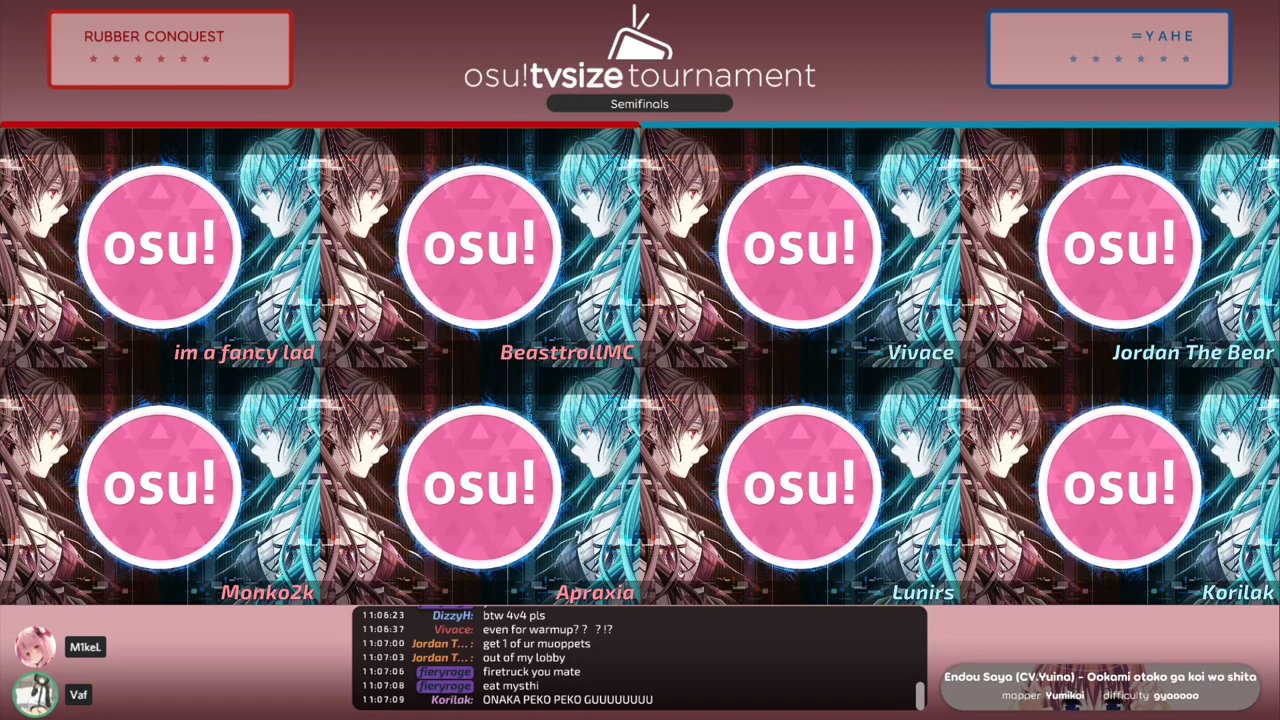 RUBBER CONQUEST
=YAHE
osu!tvsize tournament
Semifinals
osu!
osu!
osu!
osu!
im a fancy lad
BeasttrollMC
Vivace
Jordan The Bear
osu!
osu!
osu!
osu!
Monko2k
Apraxia
Lunirs
Korilak
11:06:23 DizzyH: btw 4v4 pls
11:06:37 Vivace: even for warmup?? ?!?
11:07:00 Jordan T...: get 1 of ur muoppets
11:07:03 Jordan T...: out of my lobby
11:07:06 fieryrage firetruck you mate
11:07:08 fieryrage eat mysthi
11:07:09 Korilak: ONAKA PEKO PEKO GUUUUUUUU
M1keL
Vaf
Endou Saya (CV.Yuina) - Ookami otoko ga koi wo shita
mapper Yumikoi difficulty gyaoooo